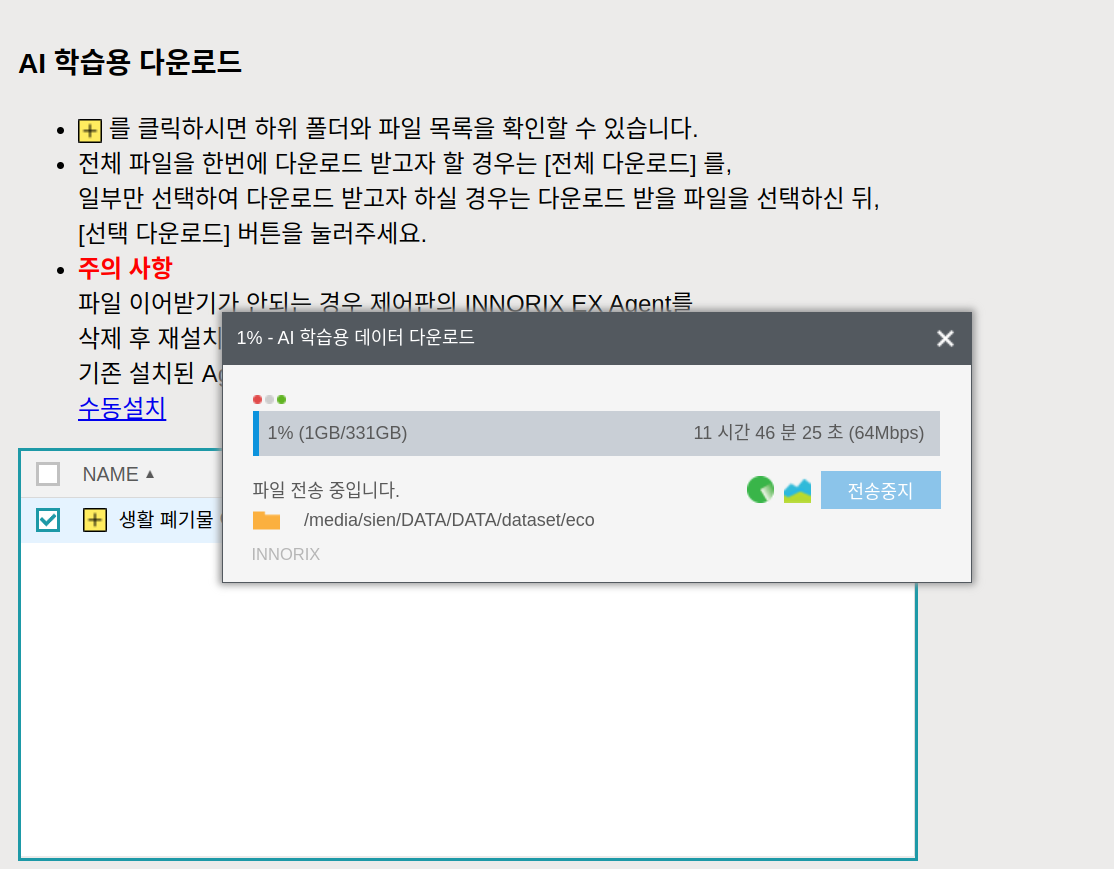 AI 학습용 다운로드
를 클릭하시면 하위 폴더와 파일 목록을 확인할 수 있습니다.
전체 파일을 한번에 다운로드 받고자 할 경우는 [전체 다운로드] 를,
일부만 선택하여 다운로드 받고자 하실 경우는 다운로드 받을 파일을 선택하신 뒤,
[선택 다운로드] 버튼을 눌러주세요.
주의 사항
파일 이어받기가 안되는 경우 제어판의 INNORIX EX Agent를
삭제 후 재설치
기존 설치된
수동설치
1% - AI 학습용 데이터 다운로드
1% (1GB/331GB) 11 시간 46 분 25 초 (64Mbps)
파일 전송 중입니다. 전송중지
/media/sien/DATA/DATA/dataset/eco
INNORIX
NAME ▲
생활 폐기물